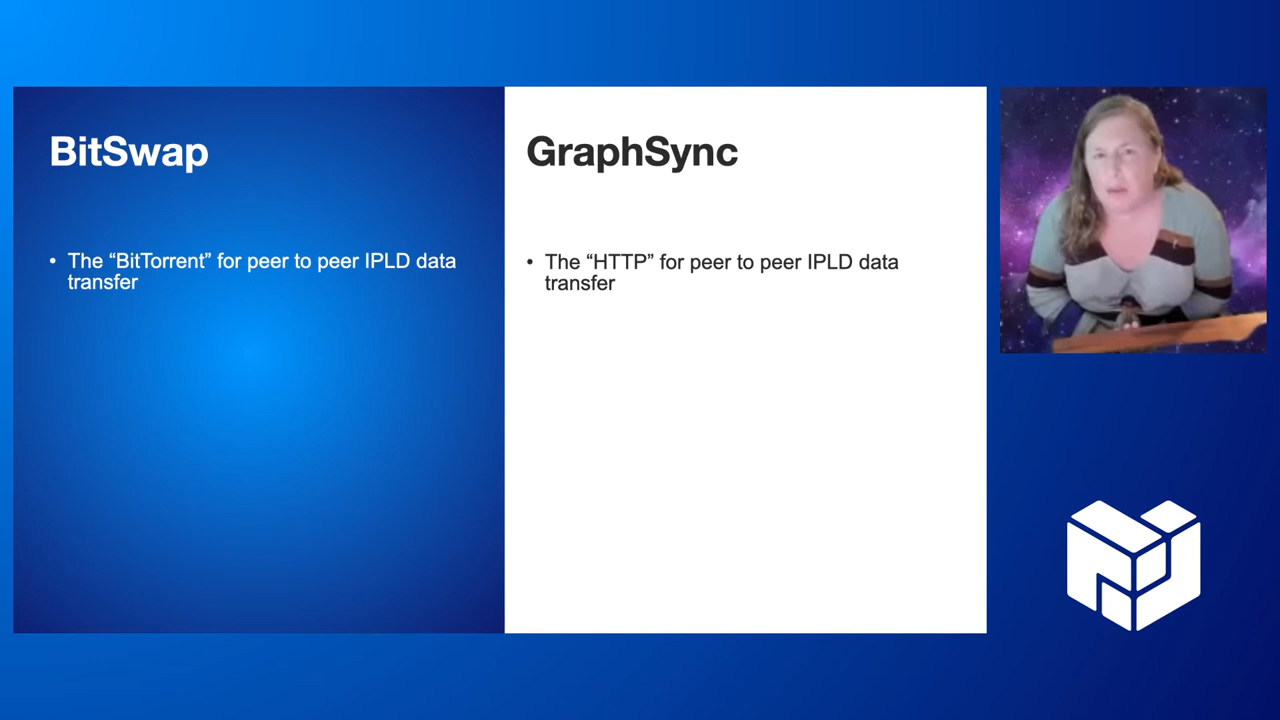 BitSwap
• The “BitTorrent” for peer to peer IPLD data
transfer
GraphSync
• The “HTTP” for peer to peer IPLD data
transfer